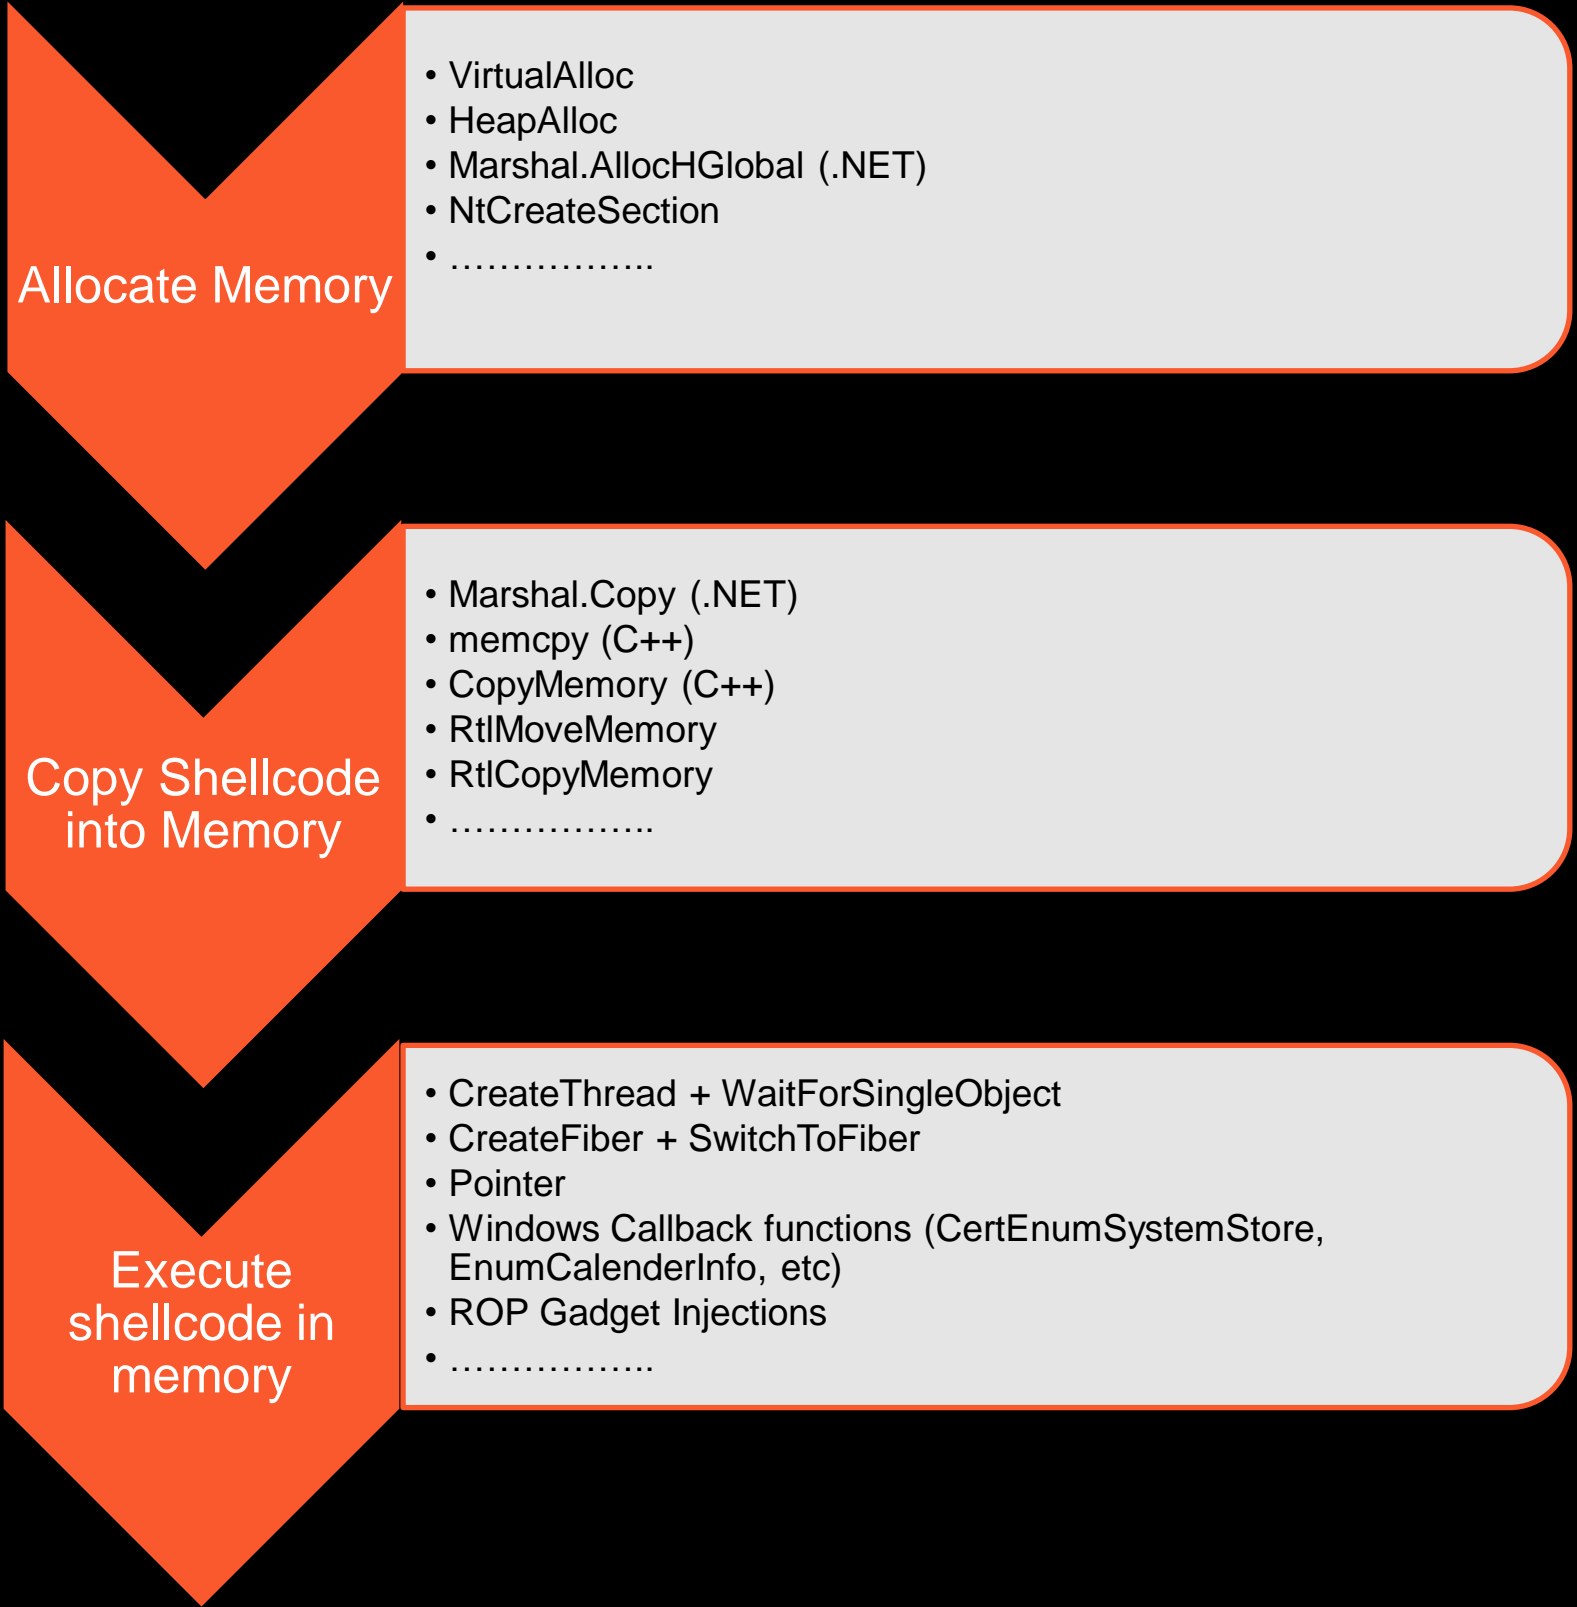 Allocate Memory
• VirtualAlloc
• HeapAlloc
• Marshal.AllocHGlobal (.NET)
• NtCreateSection
• ……………..
Copy Shellcode
into Memory
• Marshal.Copy (.NET)
• memcpy (C++)
• CopyMemory (C++)
• RtlMoveMemory
• RtlCopyMemory
• ……………..
Execute
shellcode in
memory
• CreateThread + WaitForSingleObject
• CreateFiber + SwitchToFiber
• Pointer
• Windows Callback functions (CertEnumSystemStore,
EnumCalenderInfo, etc)
• ROP Gadget Injections
• ……………..